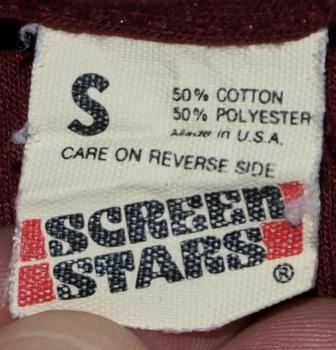 S
50% COTTON
50% POLYESTER
Made in U.S.A.
CARE ON REVERSE SIDE
SCREEN
STARS
®